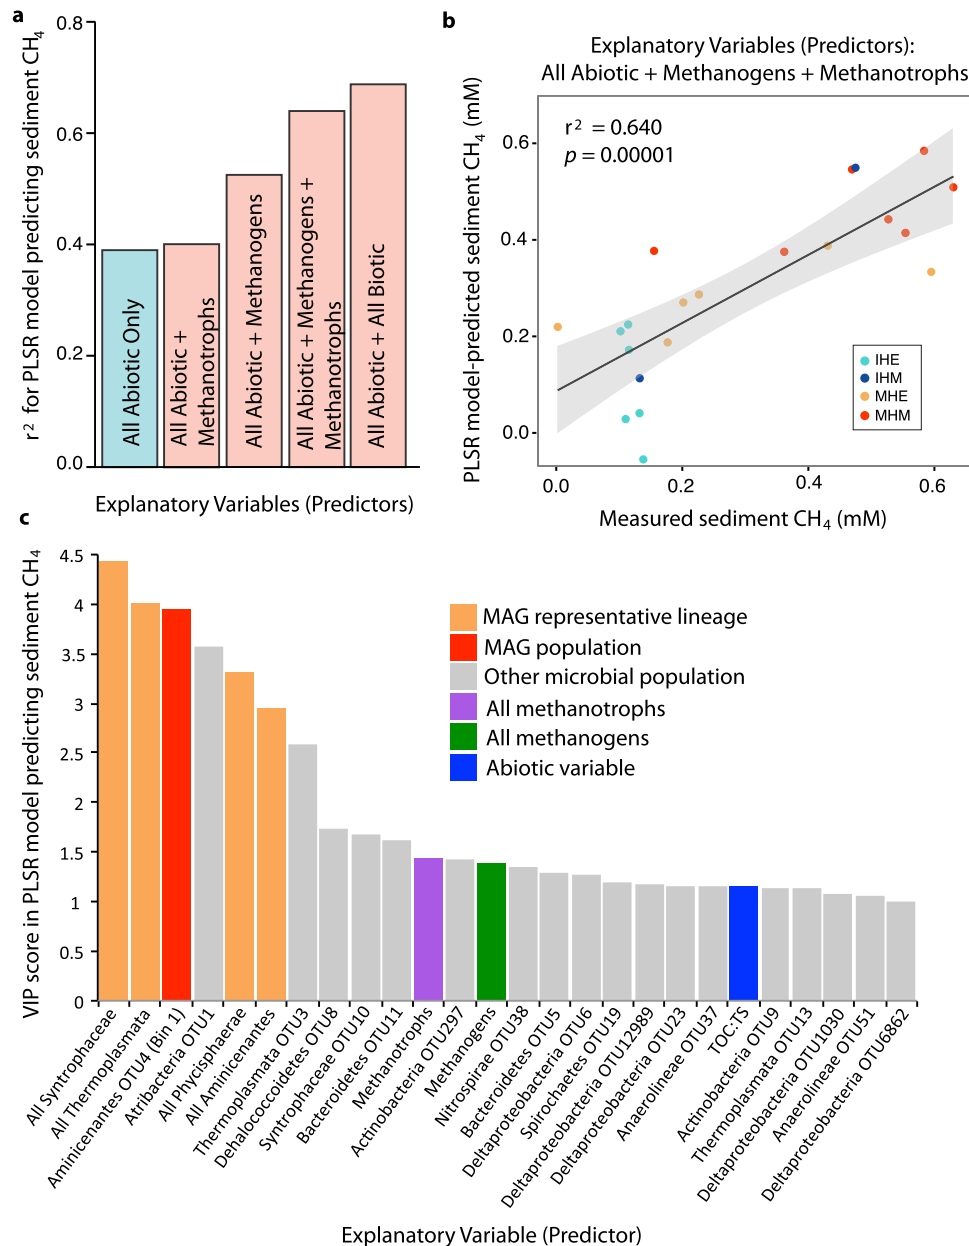 a
r² for PLSR model predicting sediment CH₄
0.8
0.6
0.4
0.2
0.0
All Abiotic Only
All Abiotic +
Methanotrophs
All Abiotic + Methanogens
All Abiotic + Methanogens +
Methanotrophs
All Abiotic + All Biotic
Explanatory Variables (Predictors)
b
Explanatory Variables (Predictors):
All Abiotic + Methanogens + Methanotrophs
PLSR model-predicted sediment CH₄ (mM)
r² = 0.640
p = 0.00001
0.6
0.4
0.2
0.0
IHE
IHM
MHE
MHM
0.0 0.2 0.4 0.6
Measured sediment CH₄ (mM)
c
VIP score in PLSR model predicting sediment CH₄
4.5
4
3.5
3
2.5
2
1.5
1
0.5
0
MAG representative lineage
MAG population
Other microbial population
All methanotrophs
All methanogens
Abiotic variable
All Syntrophaceae
All Thermoplasmata
Aminicenantes OTU4 (Bin 1)
Atribacteria OTU1
All Phycisphaerae
All Aminicenantes
Thermoplasmata OTU3
Dehalococcoidetes OTU8
Syntrophaceae OTU10
Bacteroidetes OTU11
Methanotrophs
Actinobacteria OTU297
Methanogens
Nitrospirae OTU38
Bacteroidetes OTU5
Deltaproteobacteria OTU6
Spirochaetes OTU19
Deltaproteobacteria OTU12989
Deltaproteobacteria OTU23
Anaerolineae OTU37
TOC:TS
Actinobacteria OTU9
Thermoplasmata OTU13
Deltaproteobacteria OTU1030
Anaerolineae OTU51
Deltaproteobacteria OTU6862
Explanatory Variable (Predictor)